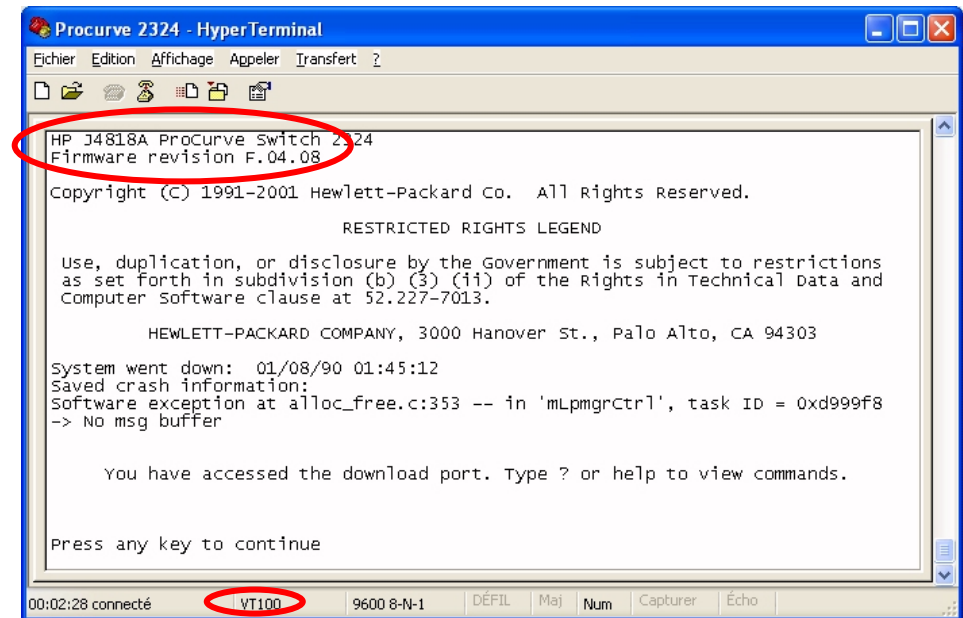 Procurve 2324 - HyperTerminal
Fichier Edition Affichage Appeler Transfert ?
HP J4818A ProCurve Switch 2324
Firmware revision F.04.08
Copyright (C) 1991-2001 Hewlett-Packard Co. All Rights Reserved.
RESTRICTED RIGHTS LEGEND
Use, duplication, or disclosure by the Government is subject to restrictions
as set forth in subdivision (b) (3) (ii) of the Rights in Technical Data and
Computer Software clause at 52.227-7013.
HEWLETT-PACKARD COMPANY, 3000 Hanover St., Palo Alto, CA 94303
System went down: 01/08/90 01:45:12
Saved crash information:
Software exception at alloc_free.c:353 -- in 'mLpmgrCtrl', task ID = 0xd999f8
-> No msg buffer
You have accessed the download port. Type ? or help to view commands.
Press any key to continue
00:02:28 connecté VT100 9600 8-N-1 DÉFIL Maj Num Capturer Écho